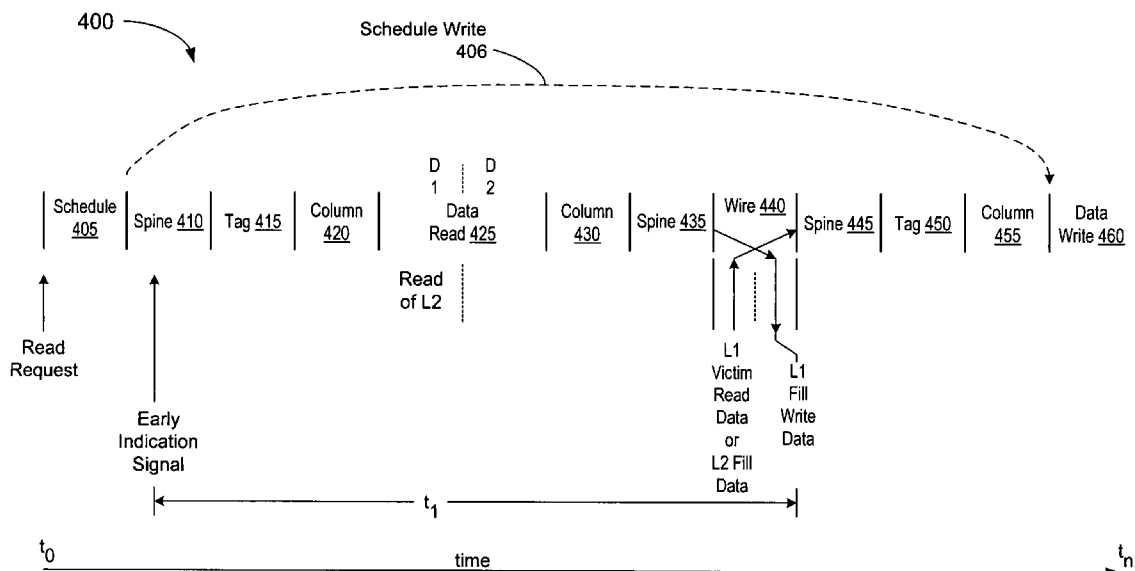 400
Schedule Write
406
D
1
D
2
Schedule
405
Spine 410
Tag 415
Column
420
Data
Read 425
Column
430
Spine 435
Wire 440
Spine 445
Tag 450
Column
455
Data
Write 460
Read
of L2
Read
Request
Early
Indication
Signal
L1
Victim
Read
Data
or
L2 Fill
Data
L1
Fill
Write
Data
t1
t0
time
tn